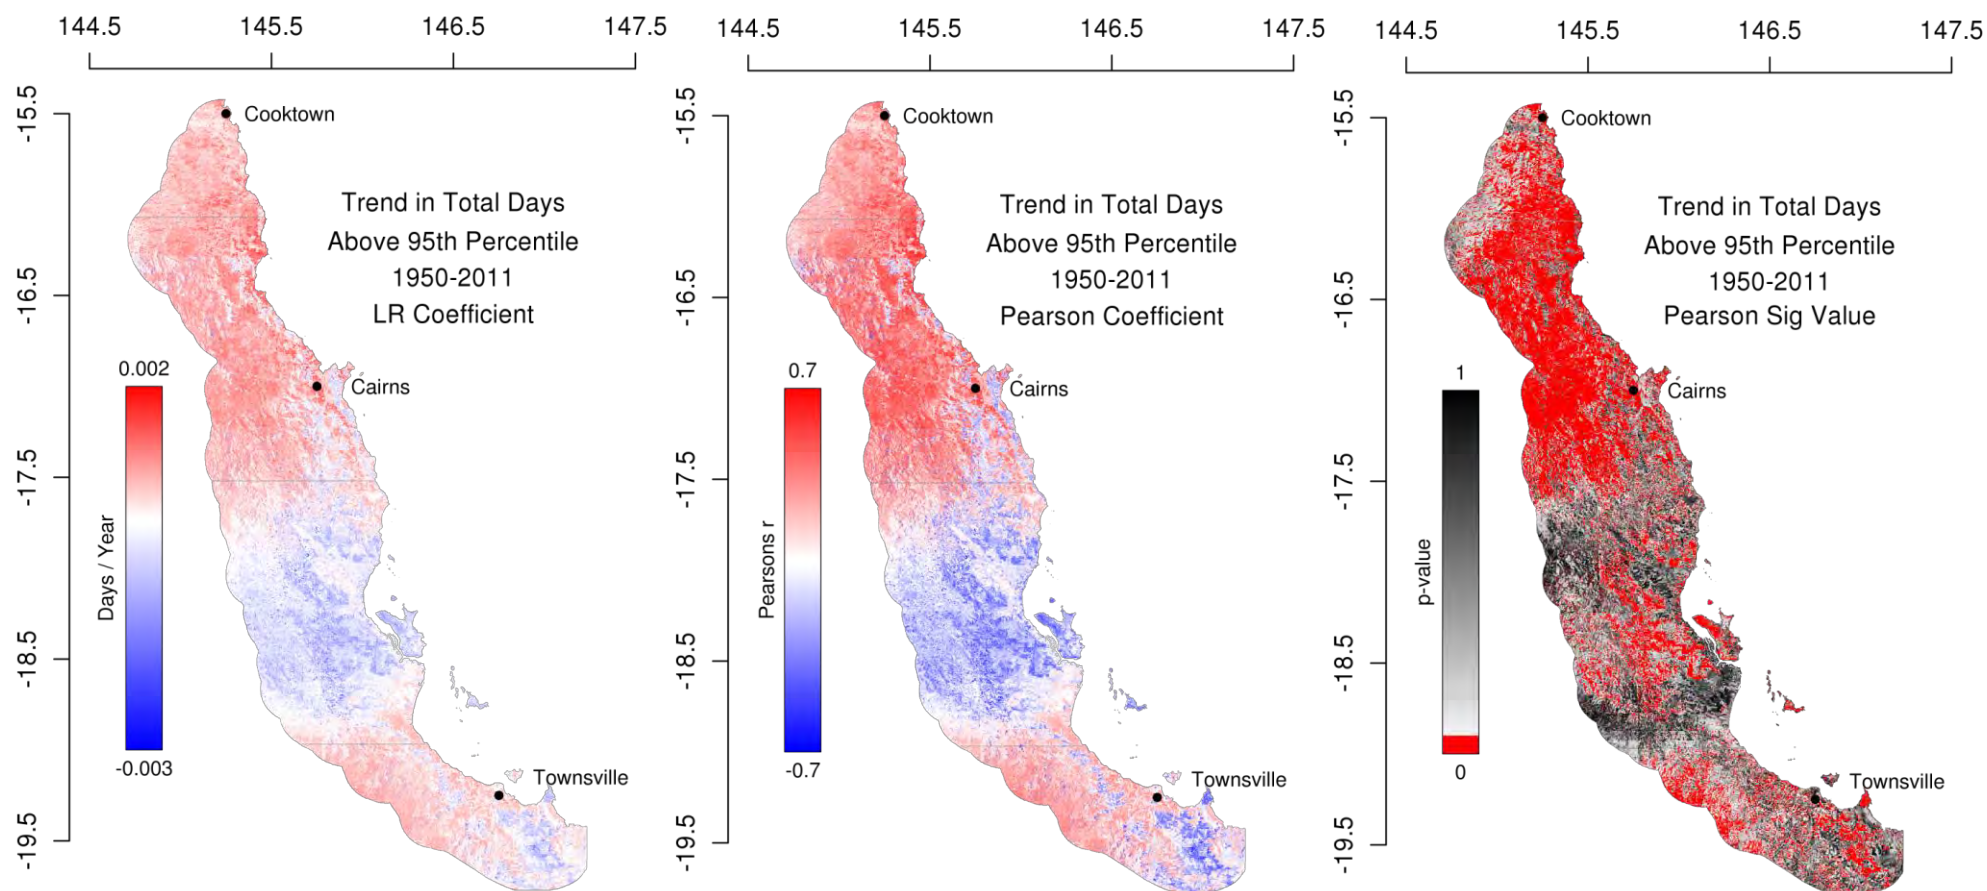 144.5 145.5 146.5 147.5
-15.5
-16.5
-17.5
-18.5
-19.5
Cooktown
Trend in Total Days
Above 95th Percentile
1950-2011
LR Coefficient
0.002
Days / Year
-0.003
Cairns
Townsville
144.5 145.5 146.5 147.5
-15.5
-16.5
-17.5
-18.5
-19.5
Cooktown
Trend in Total Days
Above 95th Percentile
1950-2011
Pearson Coefficient
0.7
Pearsons r
-0.7
Cairns
Townsville
144.5 145.5 146.5 147.5
-15.5
-16.5
-17.5
-18.5
-19.5
Cooktown
Trend in Total Days
Above 95th Percentile
1950-2011
Pearson Sig Value
1
p-value
0
Cairns
Townsville